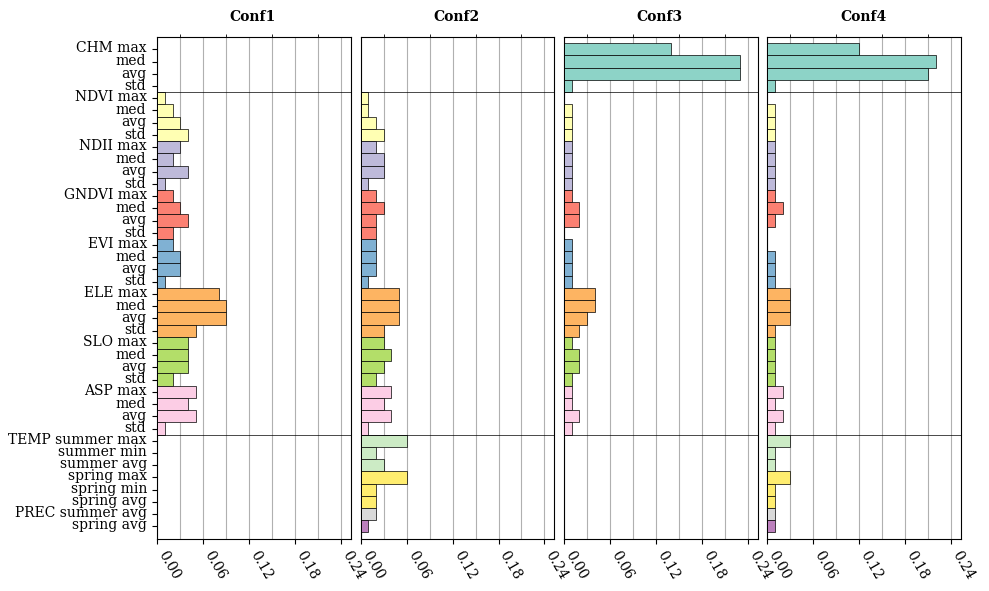 Conf1 Conf2 Conf3 Conf4
CHM max
med
avg
std
NDVI max
med
avg
std
NDII max
med
avg
std
GNDVI max
med
avg
std
EVI max
med
avg
std
ELE max
med
avg
std
SLO max
med
avg
std
ASP max
med
avg
std
TEMP summer max
summer min
summer avg
spring max
spring min
spring avg
PREC summer avg
spring avg
0.00 0.06 0.12 0.18 0.24 0.00 0.06 0.12 0.18 0.24 0.00 0.06 0.12 0.18 0.24 0.00 0.06 0.12 0.18 0.24